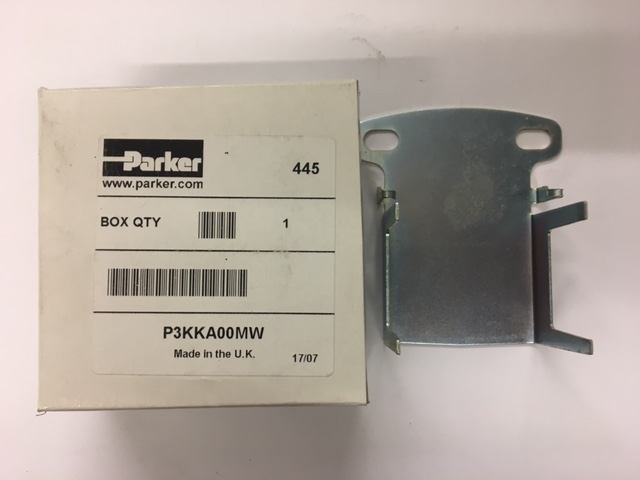 Parker
www.parker.com
445
BOX QTY 1
P3KKA00MW
Made in the U.K.
17/07